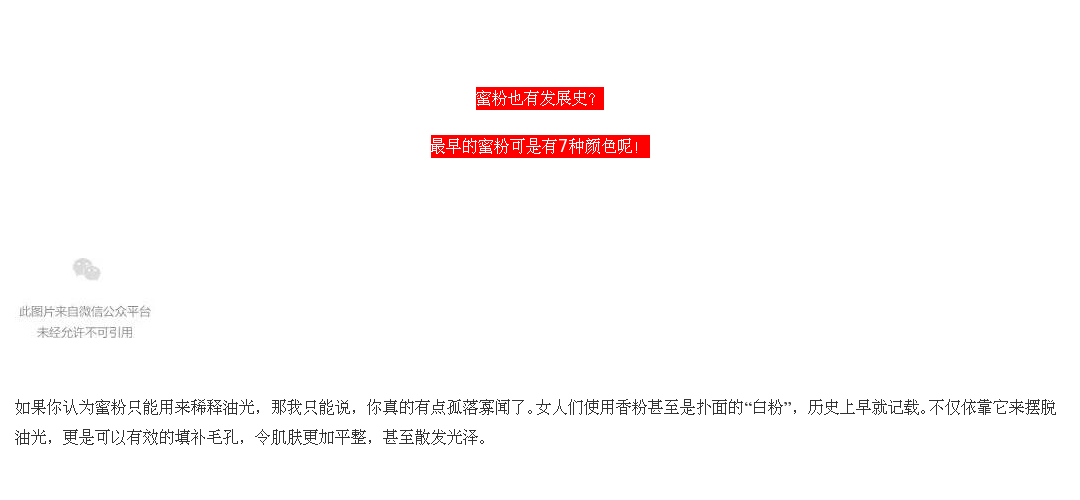 蜜粉也有发展史？
最早的蜜粉可是有7种颜色呢！
此图片来自微信公众平台
未经允许不可引用
如果你认为蜜粉只能用来稀释油光，那我只能说，你真的有点孤落寡闻了。女人们使用香粉甚至是扑面的“白粉”，历史上早就记载。不仅依靠它来摆脱
油光，更是可以有效的填补毛孔，令肌肤更加平整，甚至散发光泽。